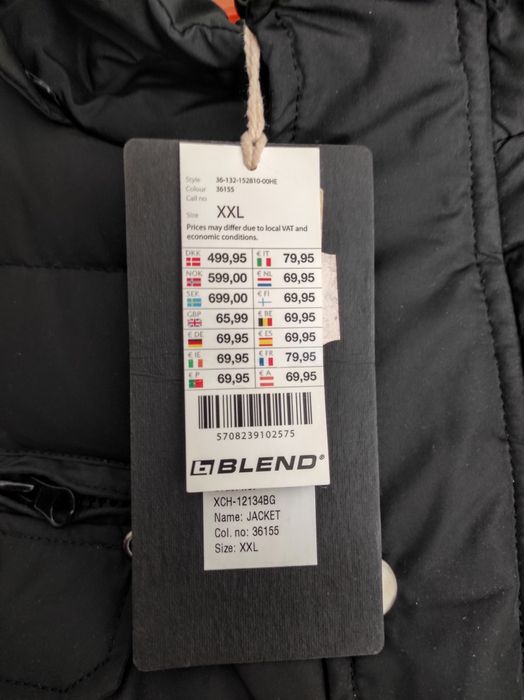 Style 36-132-152810-00HE
Colour 36155
Call no
Size XXL
Prices may differ due to local VAT and
economic conditions.
DKK 499,95 € IT 79,95
NOK 599,00 € NL 69,95
SEK 699,00 € FI 69,95
GBP 65,99 € BE 69,95
€ DE 69,95 € ES 69,95
€ IE 69,95 € FR 79,95
€ P 69,95 € A 69,95
5708239102575
BLEND®
XCH-12134BG
Name: JACKET
Col. no: 36155
Size: XXL